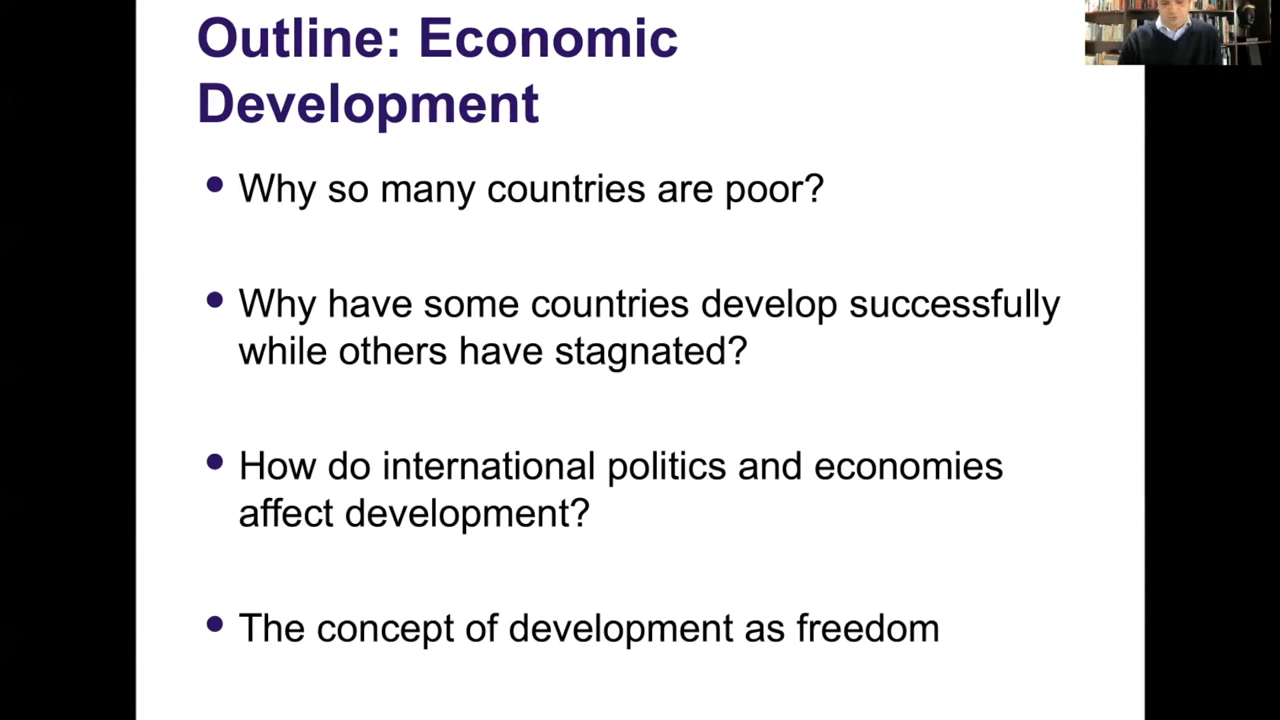 Outline: Economic
Development
• Why so many countries are poor?
• Why have some countries develop successfully
while others have stagnated?
• How do international politics and economies
affect development?
• The concept of development as freedom